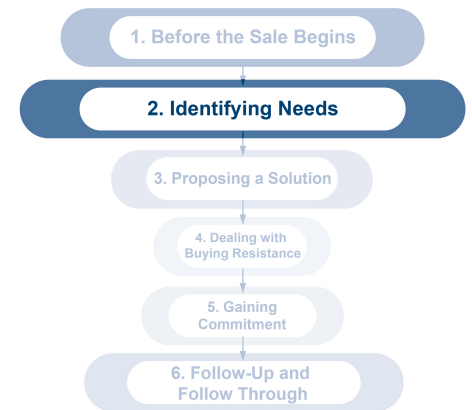 1. Before the Sale Begins
2. Identifying Needs
3. Proposing a Solution
4. Dealing with
Buying Resistance
5. Gaining
Commitment
6. Follow-Up and
Follow Through